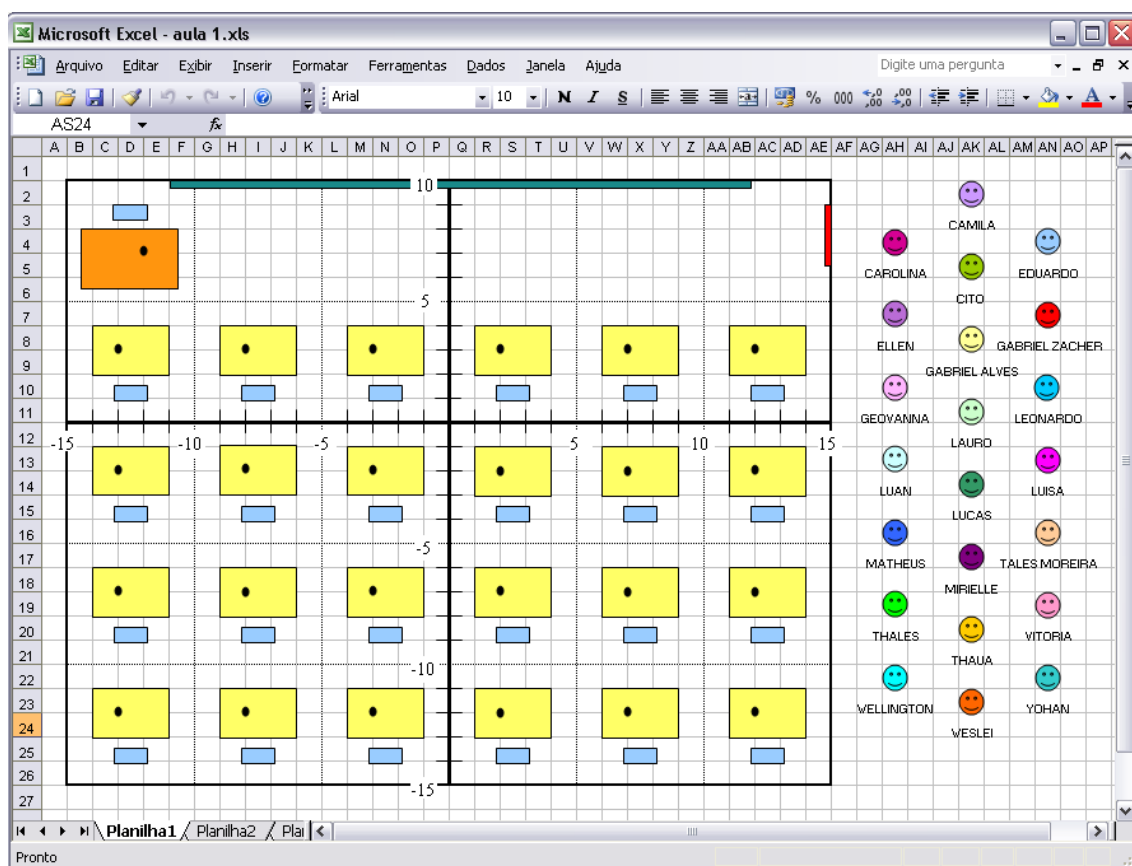 Microsoft Excel - aula 1.xls
Arquivo Editar Exibir Inserir Formatar Ferramentas Dados Janela Ajuda Digite uma pergunta
Arial 10 N I S % 000
AS24 fx
A B C D E F G H I J K L M N O P Q R S T U V W X Y Z AA AB AC AD AE AF AG AH AI AJ AK AL AM AN AO AP
1
2 10
3
4 CAMILA
5 CAROLINA EDUARDO
6 CITO
7 5
8
9 ELLEN GABRIEL ZACHER
10 GABRIEL ALVES
11
12 GEOVANNA LEONARDO
-15 -10 -5 5 10 15
13 LAURO
14
15 LUAN LUISA
16 LUCAS
17 -5
18 MATHEUS TALES MOREIRA
19 MIRIELLE
20
21 THALES VITORIA
22 THAUA
-10
23
24 WELLINGTON YOHAN
25 WESLEI
26
27 -15
Planilha1 Planilha2 Plai
Pronto